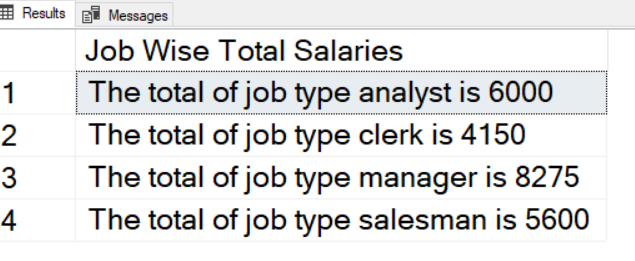 Results Messages
Job Wise Total Salaries
1 The total of job type analyst is 6000
2 The total of job type clerk is 4150
3 The total of job type manager is 8275
4 The total of job type salesman is 5600